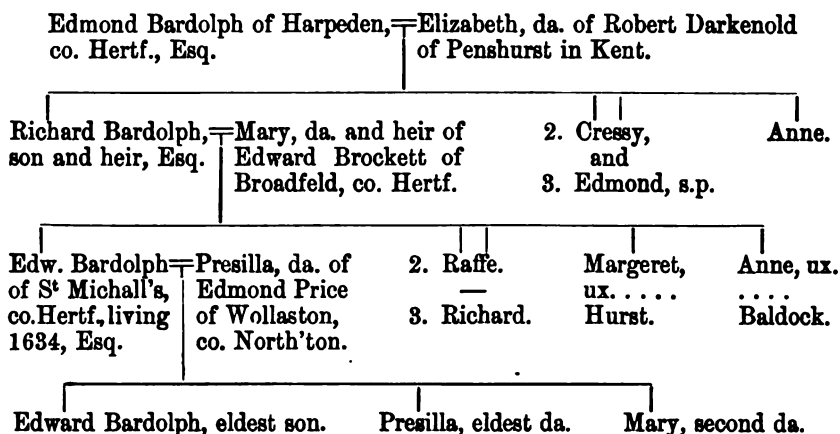 Edmond Bardolph of Harpeden, co. Hertf., Esq.
Elizabeth, da. of Robert Darkenold of Penshurst in Kent.
Richard Bardolph, son and heir, Esq.
Mary, da. and heir of Edward Brockett of Broadfeld, co. Hertf.
2. Cressy,
and
3. Edmond, s.p.
Anne.
Edw. Bardolph
of St Michall's,
co. Hertf., living
1634, Esq.
Presilla, da. of
Edmond Price
of Wollaston,
co. North'ton.
2. Raffe.
—
3. Richard.
Margeret,
ux. . . . . .
Hurst.
Anne, ux.
. . . .
Baldock.
Edward Bardolph, eldest son.
Presilla, eldest da.
Mary, second da.